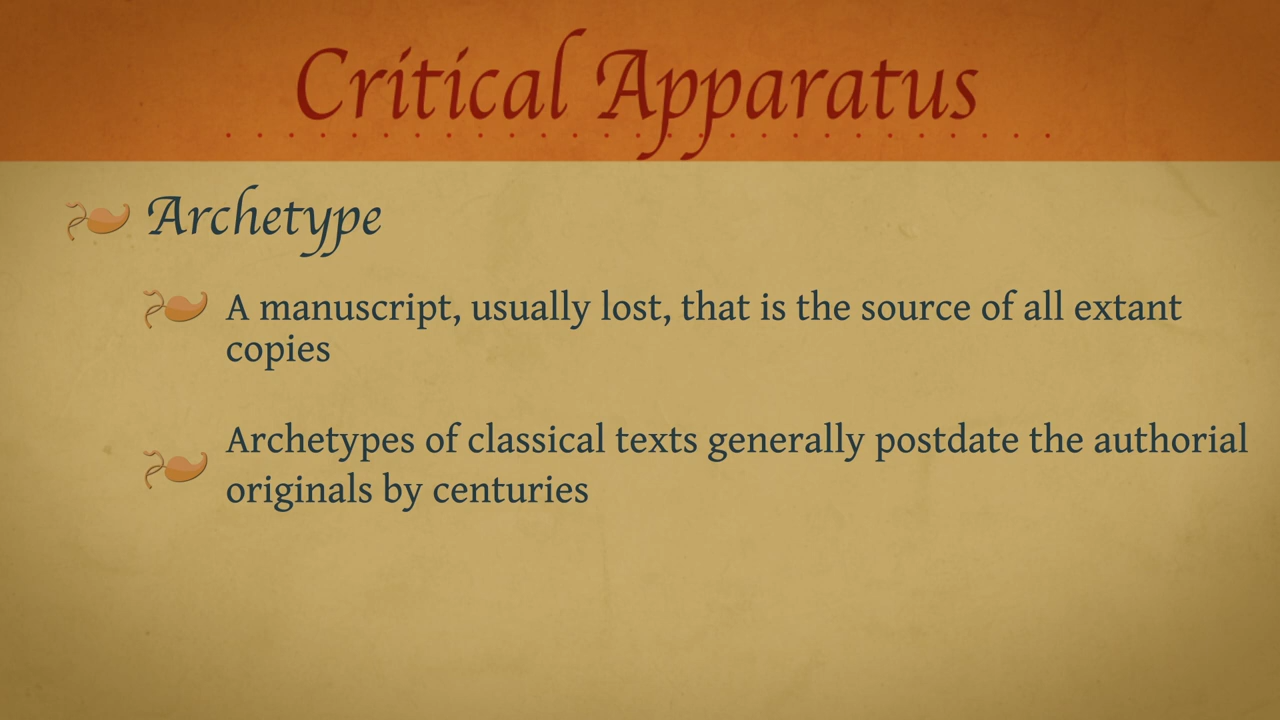 Critical Apparatus
Archetype
A manuscript, usually lost, that is the source of all extant
copies
Archetypes of classical texts generally postdate the authorial
originals by centuries